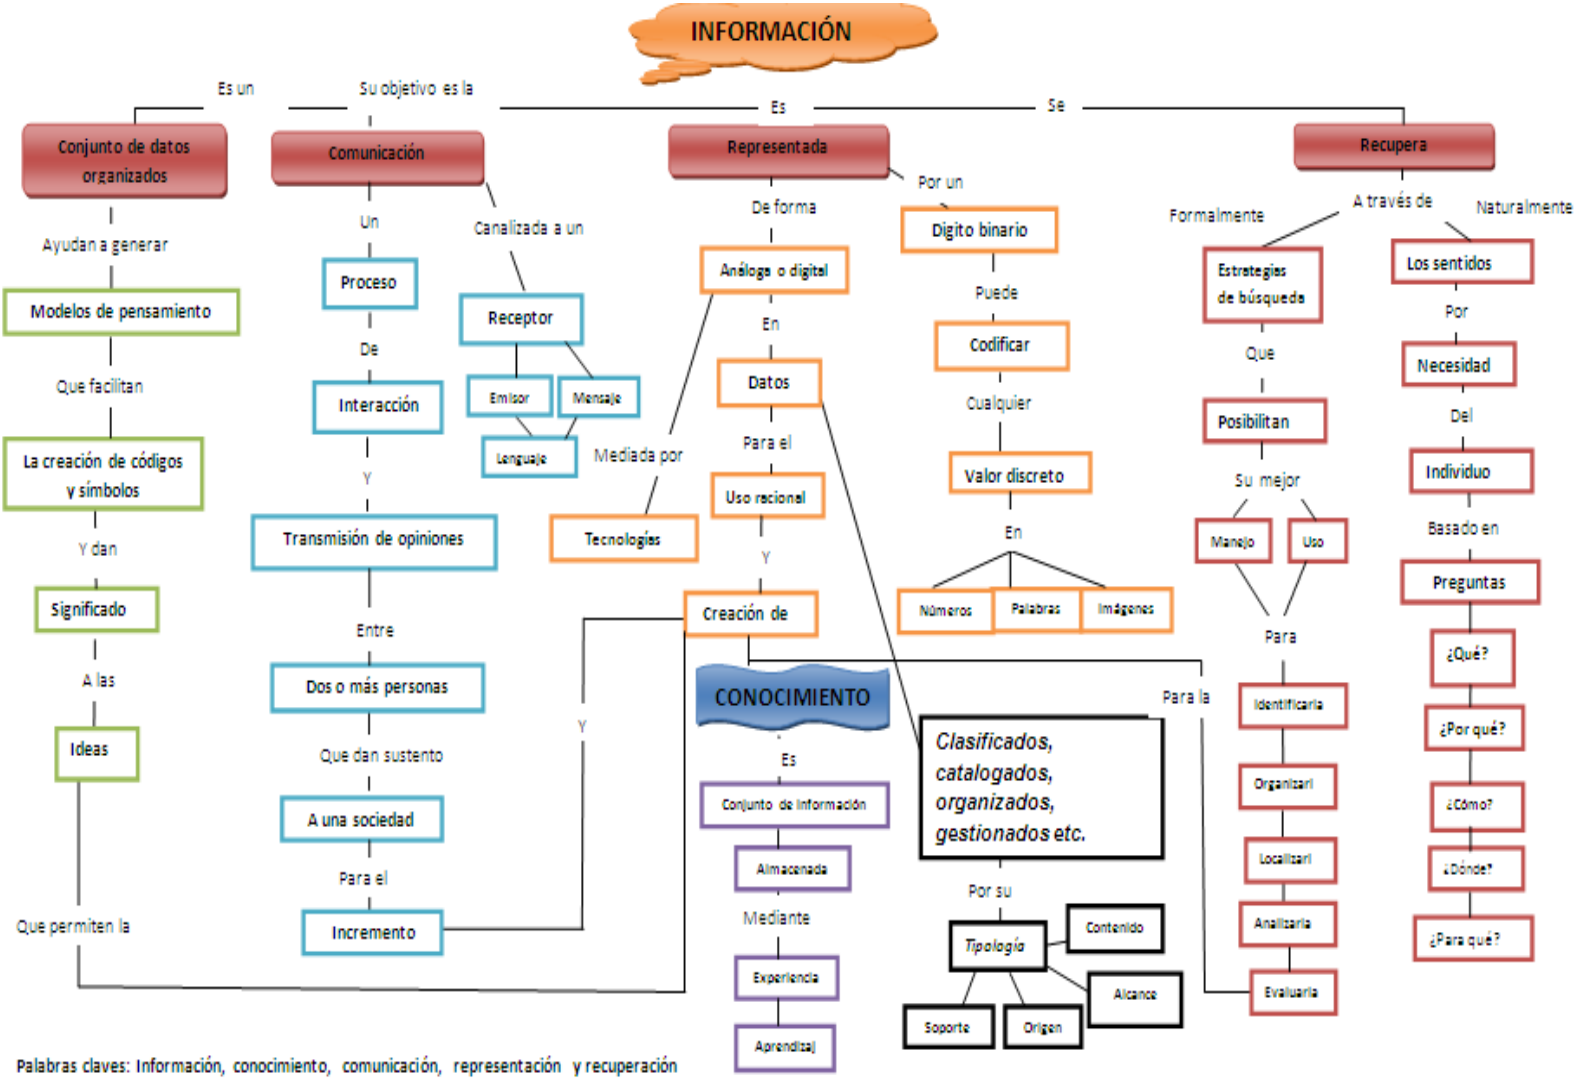 INFORMACIÓN
Es un
Su objetivo es la
Es
Se
Conjunto de datos
organizados
Ayudan a generar
Modelos de pensamiento
Que facilitan
La creación de códigos
y símbolos
Y dan
Significado
A las
Ideas
Que permiten la
Comunicación
Un
Proceso
De
Interacción
Y
Transmisión de opiniones
Entre
Dos o más personas
Que dan sustento
A una sociedad
Para el
Incremento
Y
Canalizada a un
Receptor
Emisor
Mensaje
Lenguaje
Representada
De forma
Análoga o digital
Mediada por
Tecnologías
En
Datos
Para el
Uso racional
Y
Creación de
CONOCIMIENTO
Es
Conjunto de información
Almacenada
Mediante
Experiencia
Aprendizaj
Por un
Digito binario
Puede
Codificar
Cualquier
Valor discreto
En
Números
Palabras
Imágenes
Clasificados,
catalogados,
organizados,
gestionados etc.
Por su
Tipología
Contenido
Alcance
Origen
Soporte
Para la
Recupera
A través de
Formalmente
Naturalmente
Estrategias
de búsqueda
Que
Posibilitan
Su mejor
Manejo
Uso
Para
Identificarla
Organizarl
Localizarl
Analizarla
Evaluarla
Los sentidos
Por
Necesidad
Del
Individuo
Basado en
Preguntas
¿Qué?
¿Por qué?
¿Cómo?
¿Dónde?
¿Para qué?
Palabras claves: Información, conocimiento, comunicación, representación y recuperación